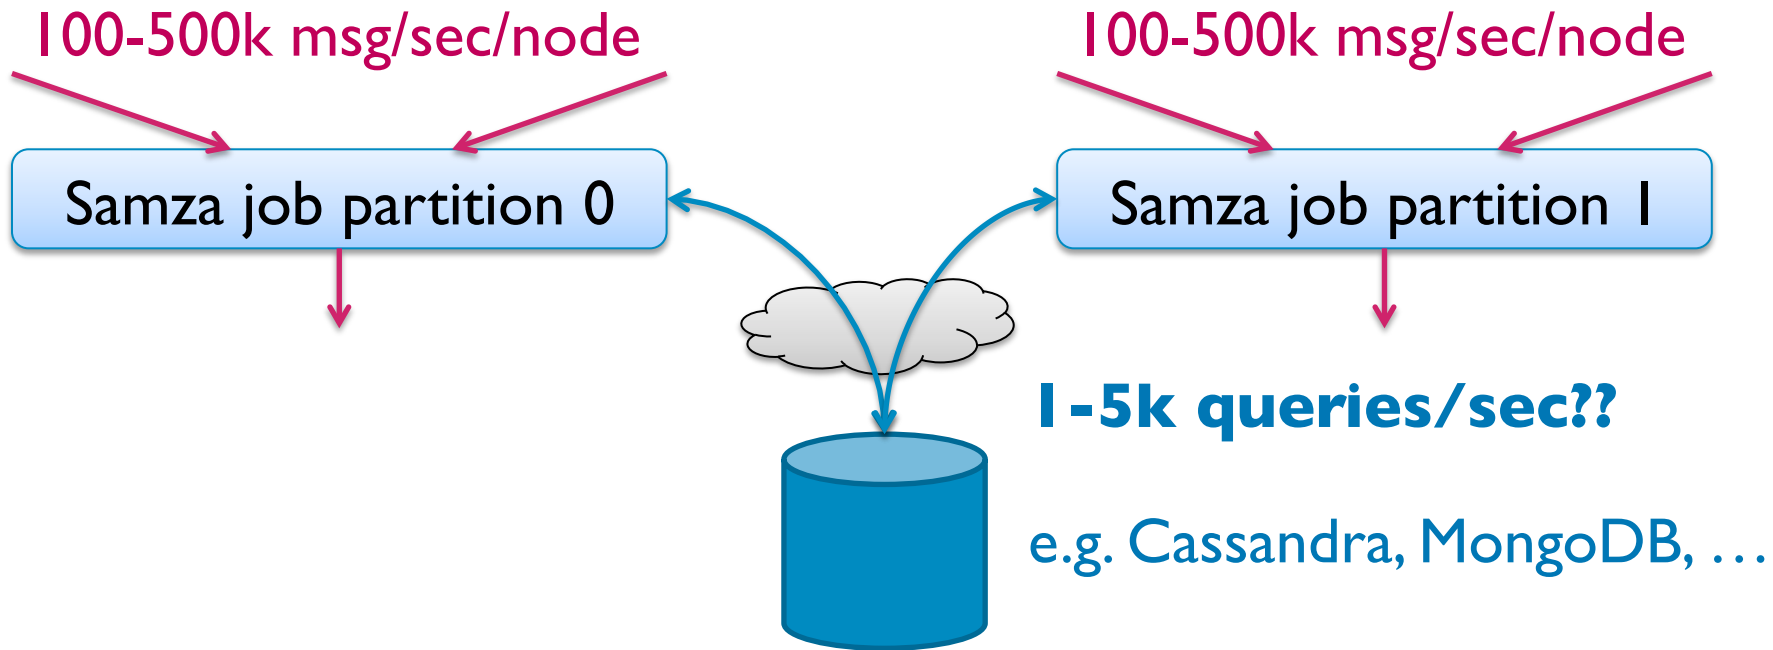 100-500k msg/sec/node
100-500k msg/sec/node
Samza job partition 0
Samza job partition 1
1-5k queries/sec??
e.g. Cassandra, MongoDB, …